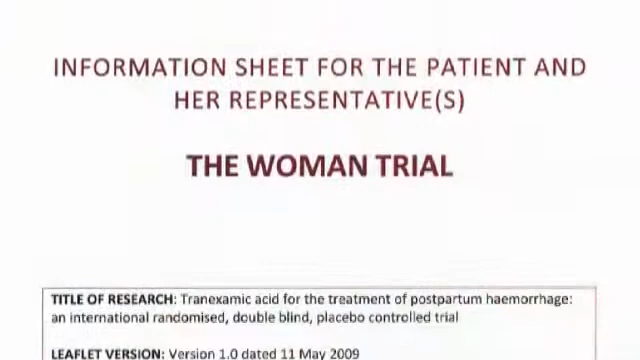 INFORMATION SHEET FOR THE PATIENT AND
HER REPRESENTATIVE(S)
THE WOMAN TRIAL
TITLE OF RESEARCH: Tranexamic acid for the treatment of postpartum haemorrhage:
an international randomised, double blind, placebo controlled trial
LEAFLET VERSION: Version 1.0 dated 11 May 2009